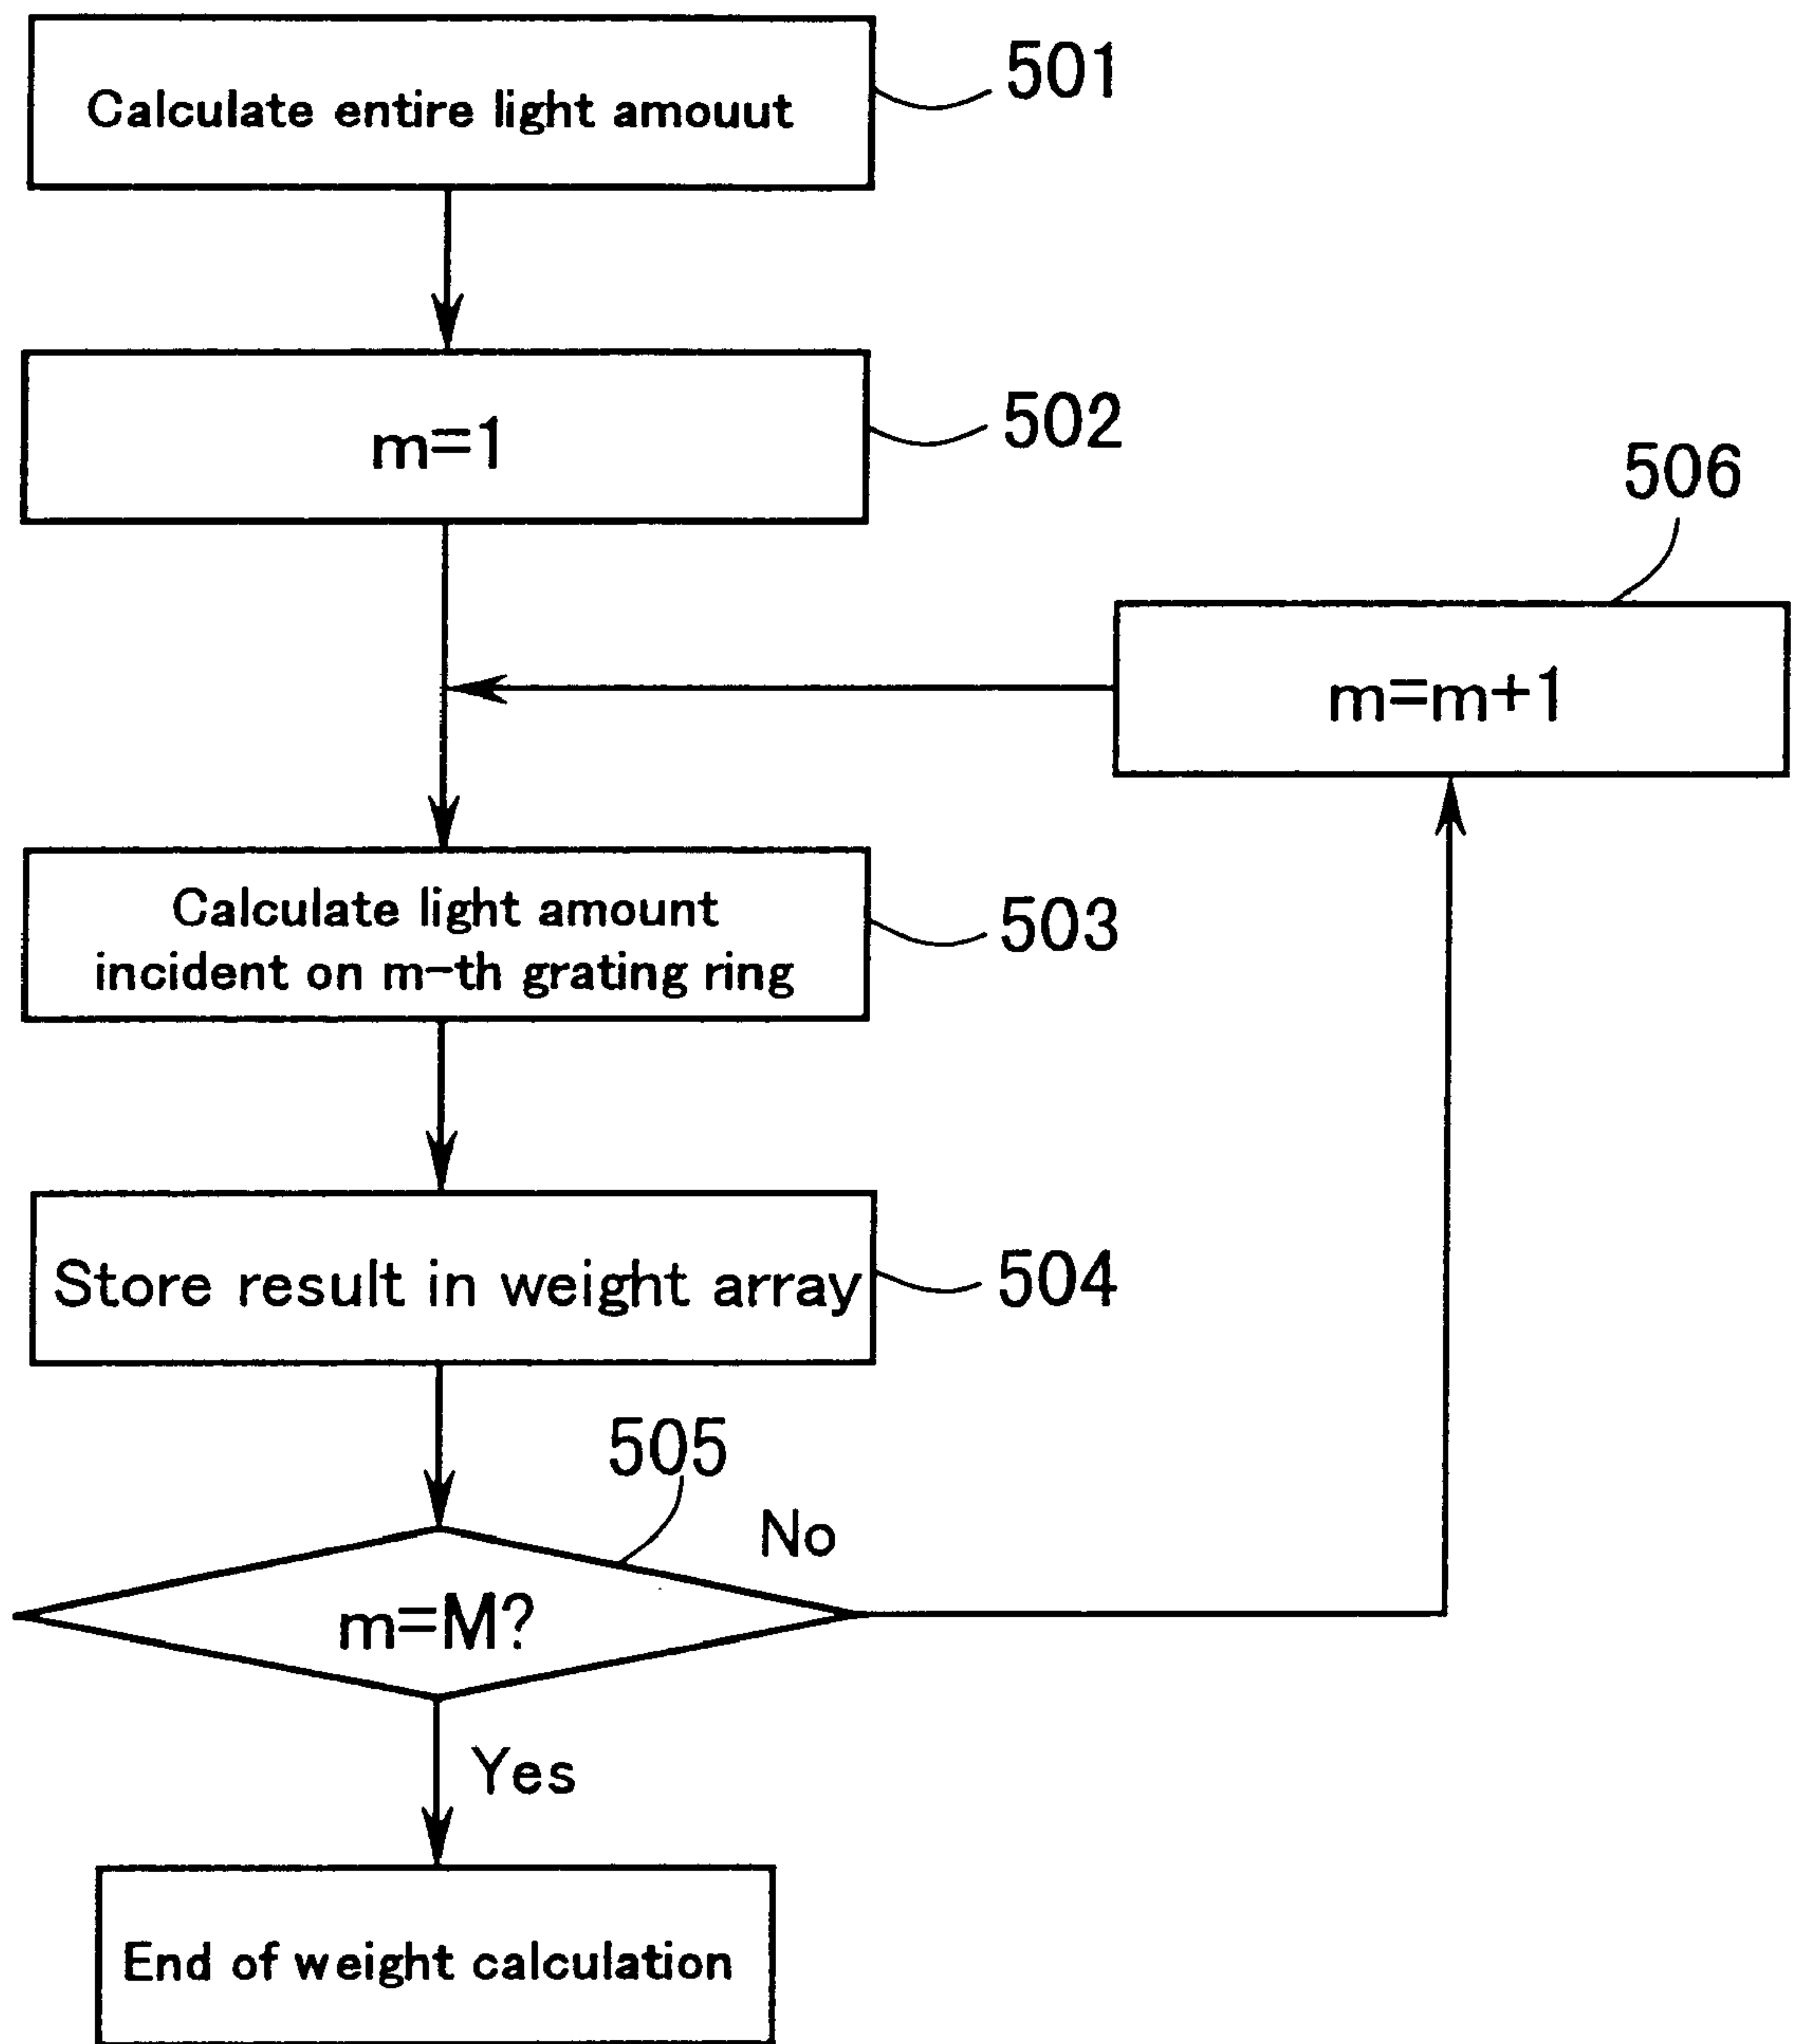 Calculate entire light amouut
501
m=1
502
506
m=m+1
Calculate light amount
incident on m-th grating ring
503
Store result in weight array
504
505
No
m=M?
Yes
End of weight calculation